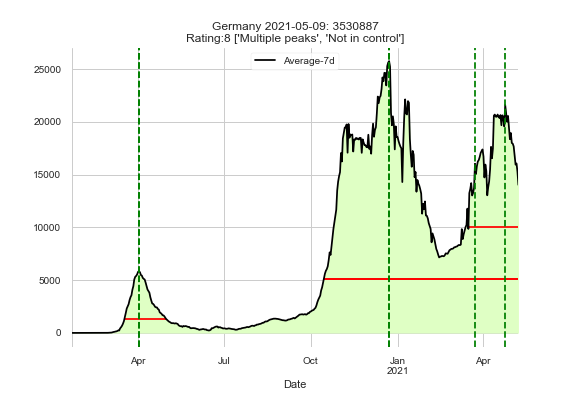 Germany 2021-05-09: 3530887
Rating:8 ['Multiple peaks', 'Not in control']
Average-7d
25000
20000
15000
10000
5000
0
Apr
Jul
Oct
Jan
2021
Apr
Date